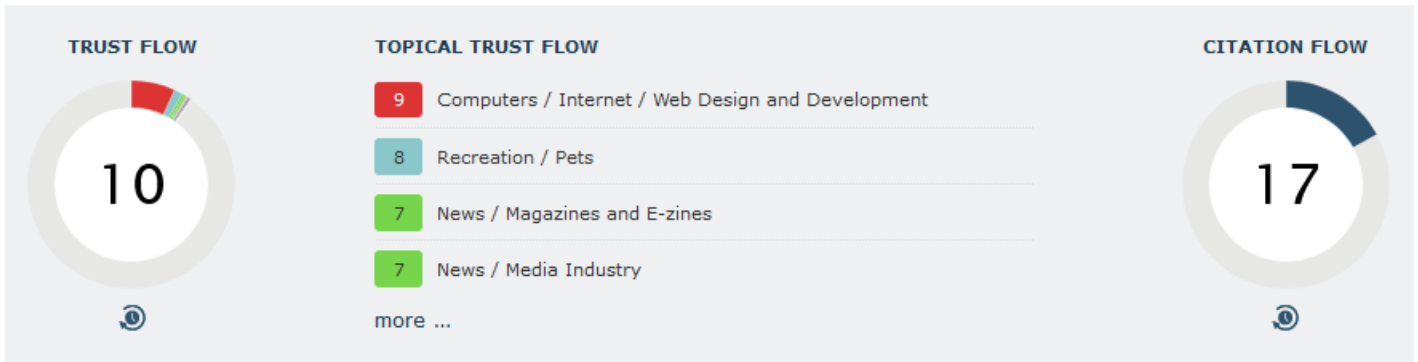 TRUST FLOW
10
TOPICAL TRUST FLOW
9 Computers / Internet / Web Design and Development
8 Recreation / Pets
7 News / Magazines and E-zines
7 News / Media Industry
more ...
CITATION FLOW
17